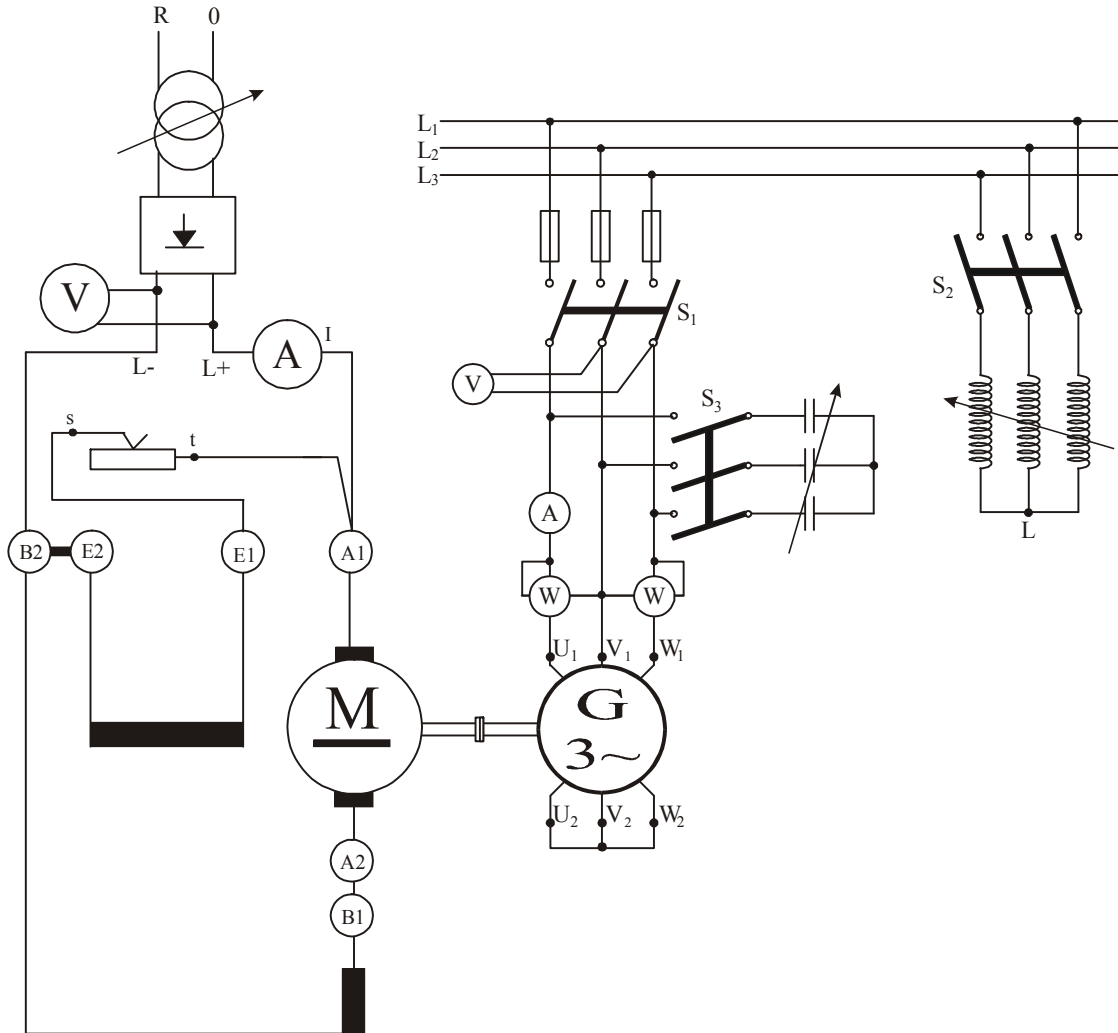 R 0
L1
L2
L3
V
L- L+ A I
S1
S2
V
S3
s
t
A
L
B2 E2 E1 A1
W W
U1 V1 W1
M
G
3~
U2 V2 W2
A2
B1